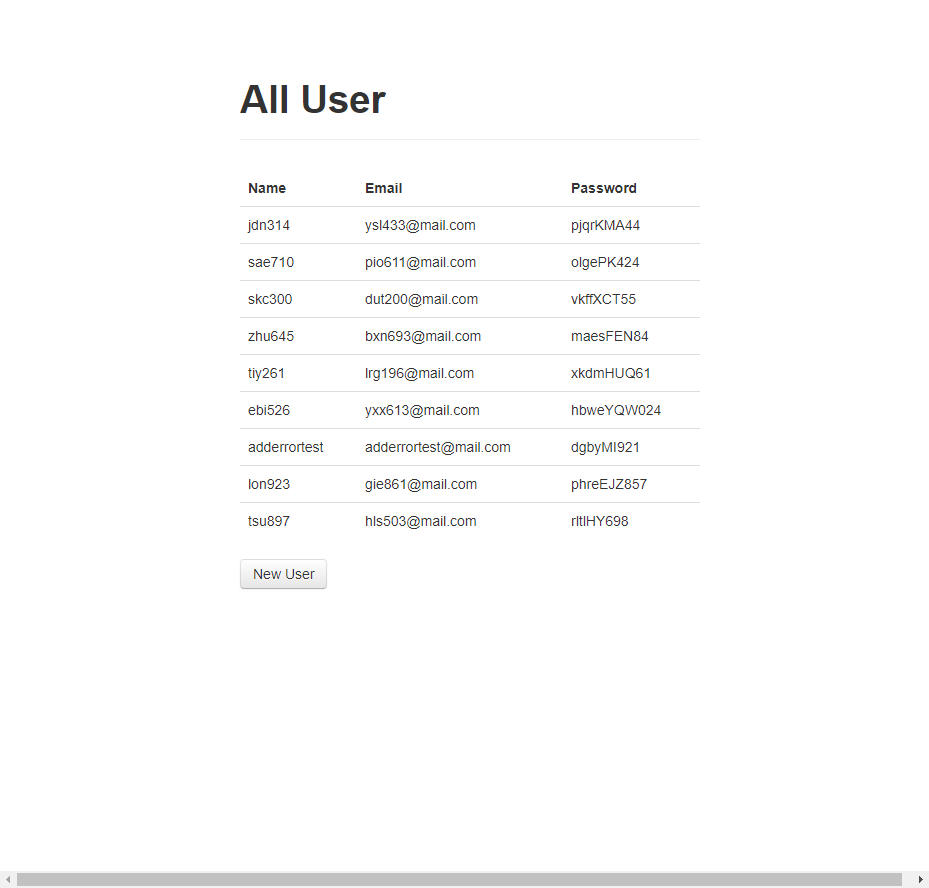 All User
Name Email Password
jdn314 ysl433@mail.com pjqrKMA44
sae710 pio611@mail.com olgePK424
skc300 dut200@mail.com vkffXCT55
zhu645 bxn693@mail.com maesFEN84
tiy261 lrg196@mail.com xkdmHUQ61
ebi526 yxx613@mail.com hbweYQW024
adderrortest adderrortest@mail.com dgbyMI921
lon923 gie861@mail.com phreEJZ857
tsu897 hls503@mail.com rltlHY698
New User